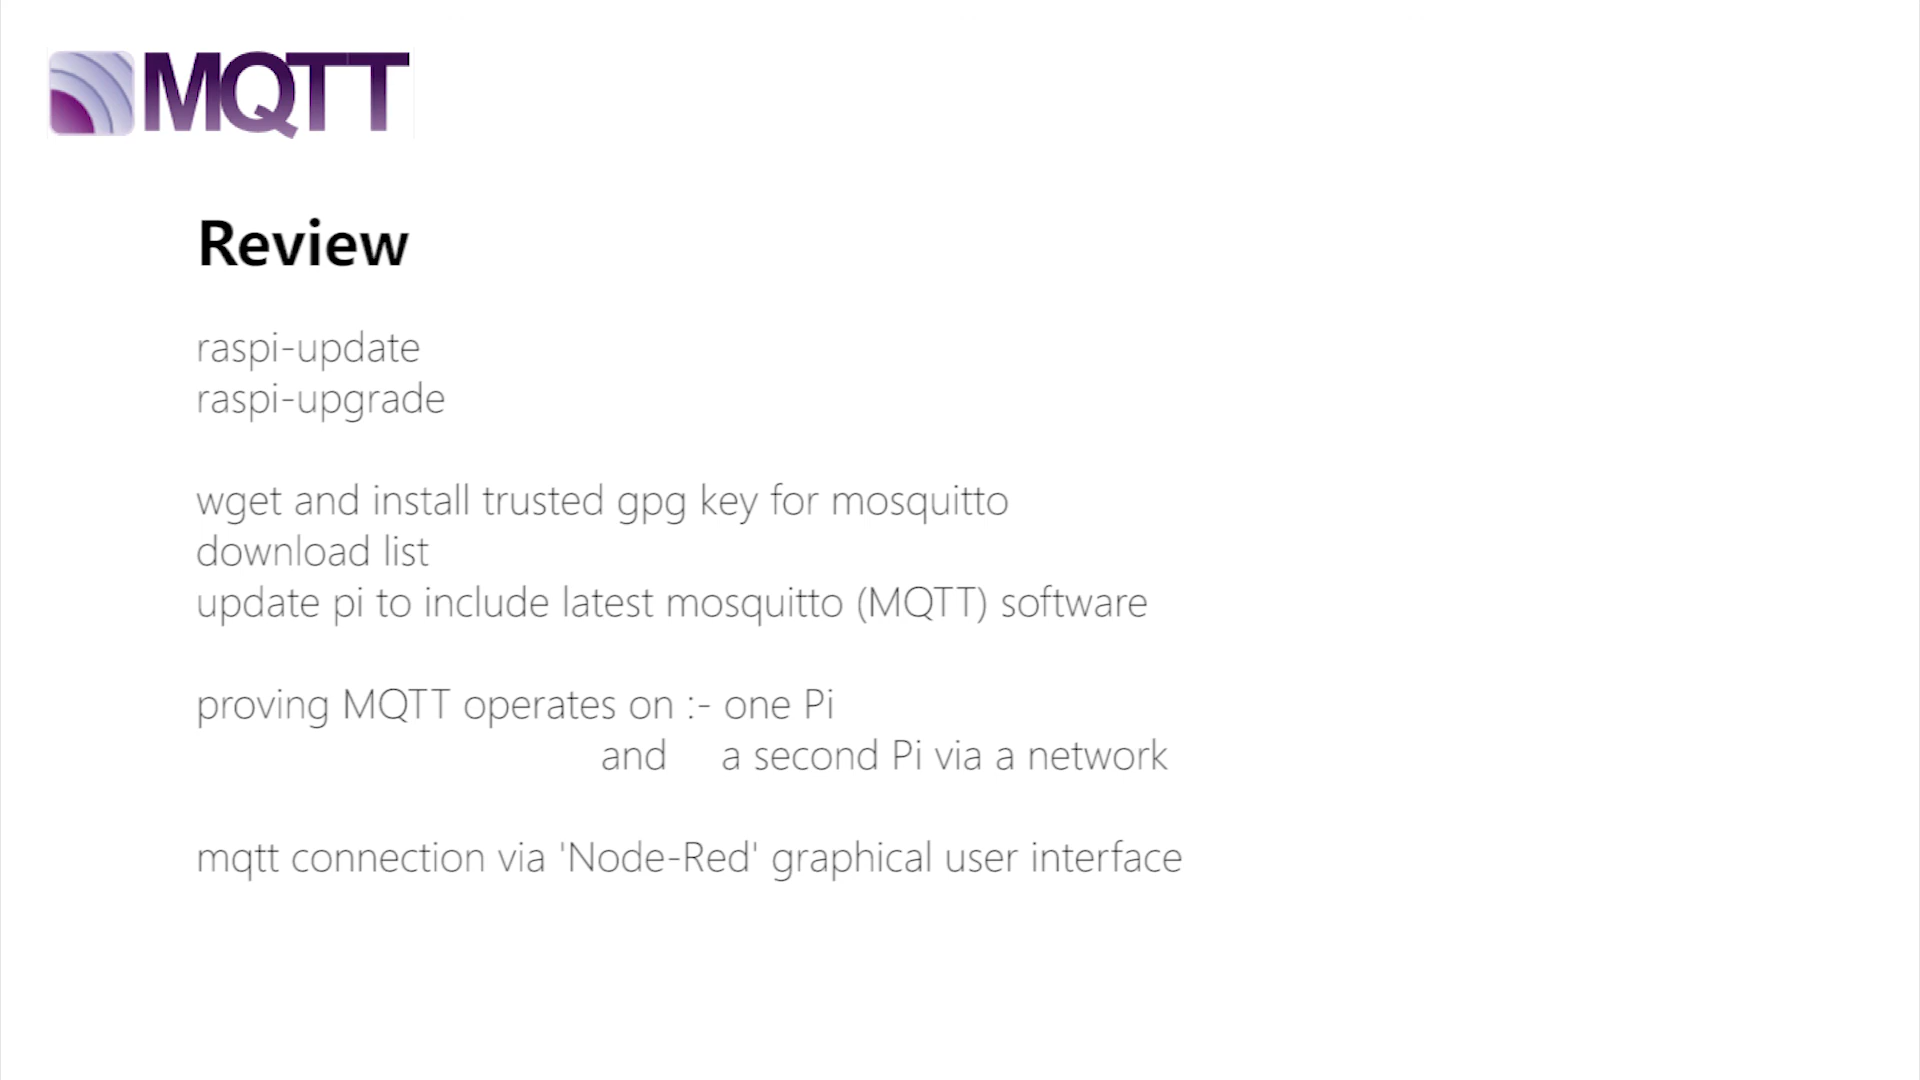 MQTT
Review
raspi-update
raspi-upgrade
wget and install trusted gpg key for mosquitto
download list
update pi to include latest mosquitto (MQTT) software
proving MQTT operates on :- one Pi
and a second Pi via a network
mqtt connection via 'Node-Red' graphical user interface